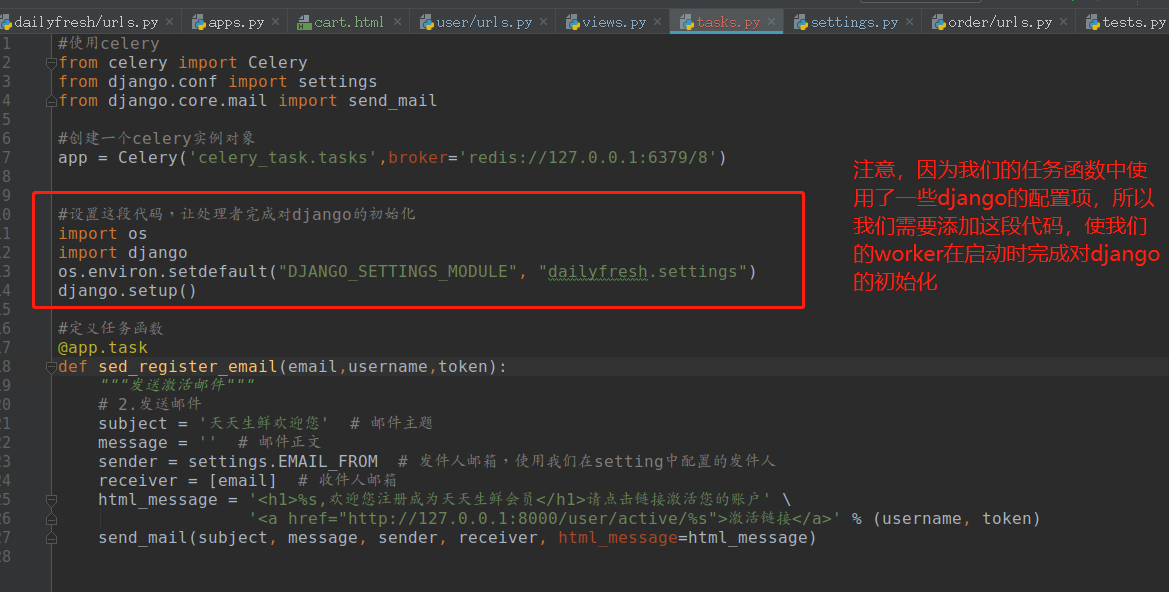 dailyfresh/urls.py
apps.py
cart.html
user/urls.py
views.py
tasks.py
settings.py
order/urls.py
tests.py
1 #使用celery
2 from celery import Celery
3 from django.conf import settings
4 from django.core.mail import send_mail
5
6 #创建一个celery实例对象
7 app = Celery('celery_task.tasks',broker='redis://127.0.0.1:6379/8')
8
9
0 #设置这段代码，让处理者完成对django的初始化
1 import os
2 import django
3 os.environ.setdefault("DJANGO_SETTINGS_MODULE", "dailyfresh.settings")
4 django.setup()
5
6 #定义任务函数
7 @app.task
8 def sed_register_email(email,username,token):
9 """发送激活邮件"""
20 # 2.发送邮件
21 subject = '天天生鲜欢迎您' # 邮件主题
22 message = '' # 邮件正文
23 sender = settings.EMAIL_FROM # 发件人邮箱，使用我们在setting中配置的发件人
24 receiver = [email] # 收件人邮箱
25 html_message = '<h1>%s,欢迎您注册成为天天生鲜会员</h1>请点击链接激活您的账户' \
26 '<a href="http://127.0.0.1:8000/user/active/%s">激活链接</a>' % (username, token)
27 send_mail(subject, message, sender, receiver, html_message=html_message)
28
注意，因为我们的任务函数中使
用了一些django的配置项，所以
我们需要添加这段代码，使我们
的worker在启动时完成对django
的初始化